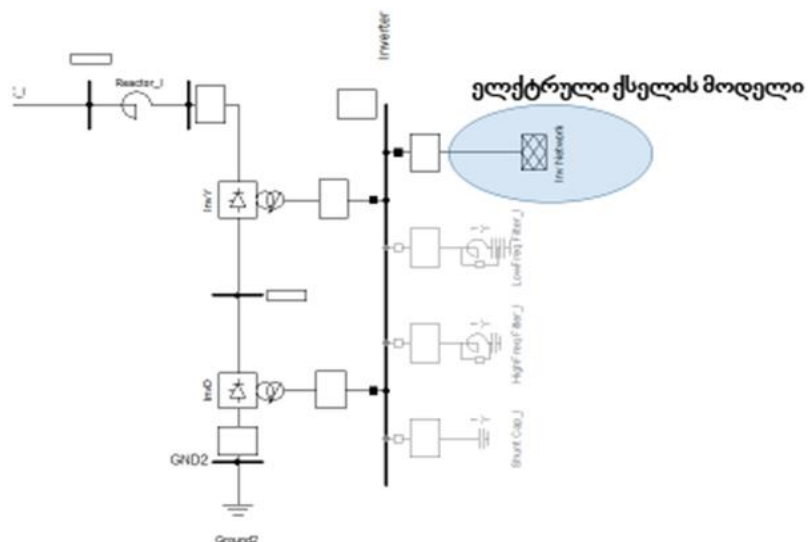 Inverter
Reactor_I
ელექტრული ქსელის მოდელი
Inv Network
InvY
LowFreq Filter_I
HighFreq Filter_I
InvD
Shunt Cap_I
GND2
Ground2